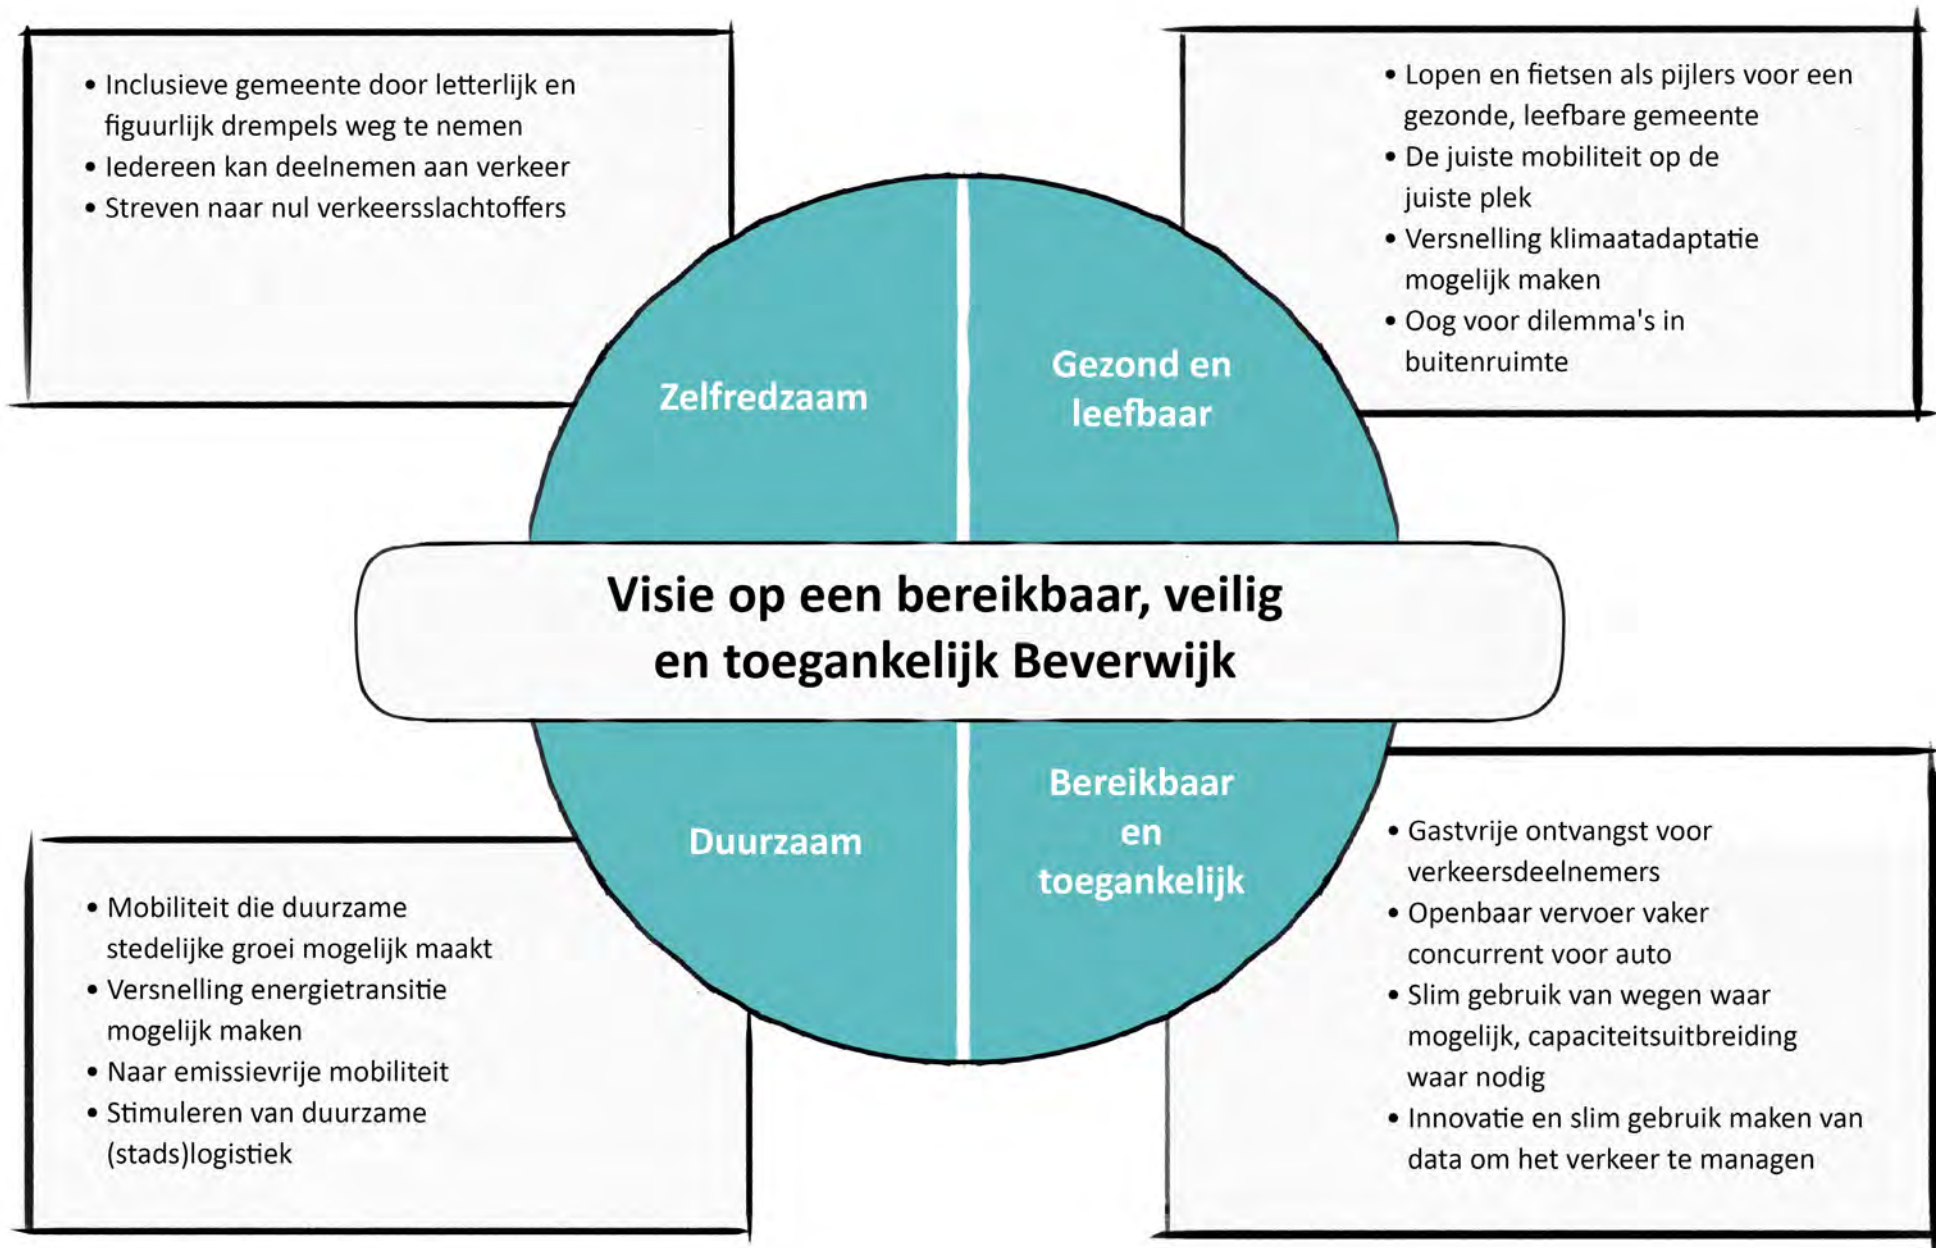 • Inclusieve gemeente door letterlijk en
figuurlijk drempels weg te nemen
• Iedereen kan deelnemen aan verkeer
• Streven naar nul verkeersslachtoffers
• Lopen en fietsen als pijlers voor een
gezonde, leefbare gemeente
• De juiste mobiliteit op de
juiste plek
• Versnelling klimaatadaptatie
mogelijk maken
• Oog voor dilemma's in
buitenruimte
Zelfredzaam
Gezond en
leefbaar
Visie op een bereikbaar, veilig
en toegankelijk Beverwijk
Duurzaam
Bereikbaar
en
toegankelijk
• Mobiliteit die duurzame
stedelijke groei mogelijk maakt
• Versnelling energietransitie
mogelijk maken
• Naar emissievrije mobiliteit
• Stimuleren van duurzame
(stads)logistiek
• Gastvrije ontvangst voor
verkeersdeelnemers
• Openbaar vervoer vaker
concurrent voor auto
• Slim gebruik van wegen waar
mogelijk, capaciteitsuitbreiding
waar nodig
• Innovatie en slim gebruik maken van
data om het verkeer te managen